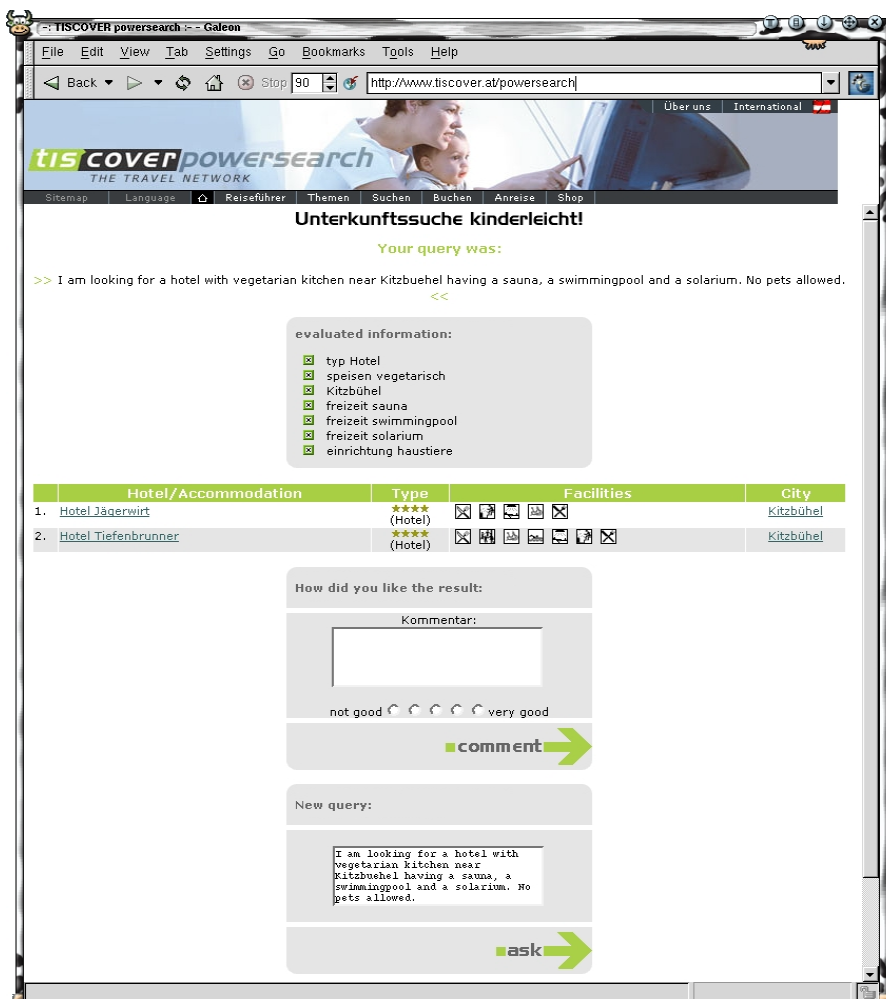 -: TISCOVER powersearch :- - Galeon
File Edit View Tab Settings Go Bookmarks Tools Help
Back Stop 90 http://www.tiscover.at/powersearch
Über uns International
tiscover powersearch
THE TRAVEL NETWORK
Sitemap Language Reiseführer Themen Suchen Buchen Anreise Shop
Unterkunftssuche kinderleicht!
Your query was:
>> I am looking for a hotel with vegetarian kitchen near Kitzbuehel having a sauna, a swimmingpool and a solarium. No pets allowed.
<<
evaluated information:
typ Hotel
speisen vegetarisch
Kitzbühel
freizeit sauna
freizeit swimmingpool
freizeit solarium
einrichtung haustiere
Hotel/Accommodation Type Facilities City
1. Hotel Jägerwirt ★★★★ Kitzbühel
(Hotel)
2. Hotel Tiefenbrunner ★★★★ Kitzbühel
(Hotel)
How did you like the result:
Kommentar:
not good very good
comment
New query:
I am looking for a hotel with
vegetarian kitchen near
Kitzbuehel having a sauna, a
swimmingpool and a solarium. No
pets allowed.
ask